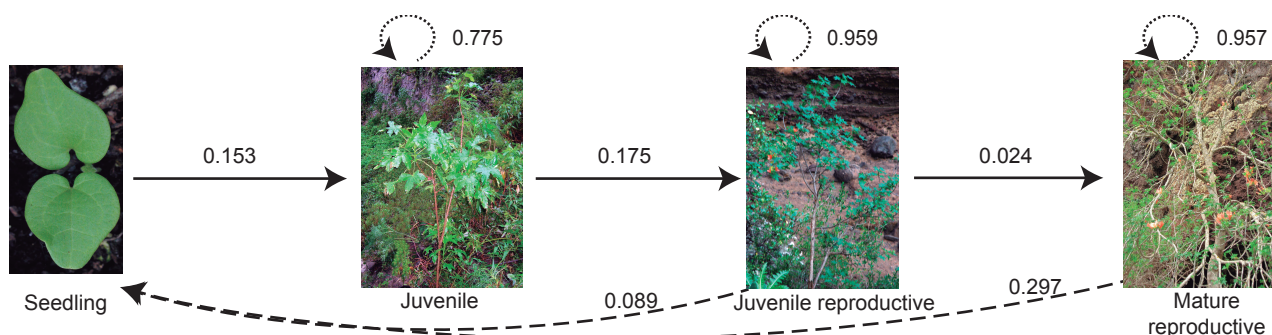 0.775
0.959
0.957
0.153
0.175
0.024
Seedling
Juvenile
0.089
Juvenile reproductive
0.297
Mature
reproductive